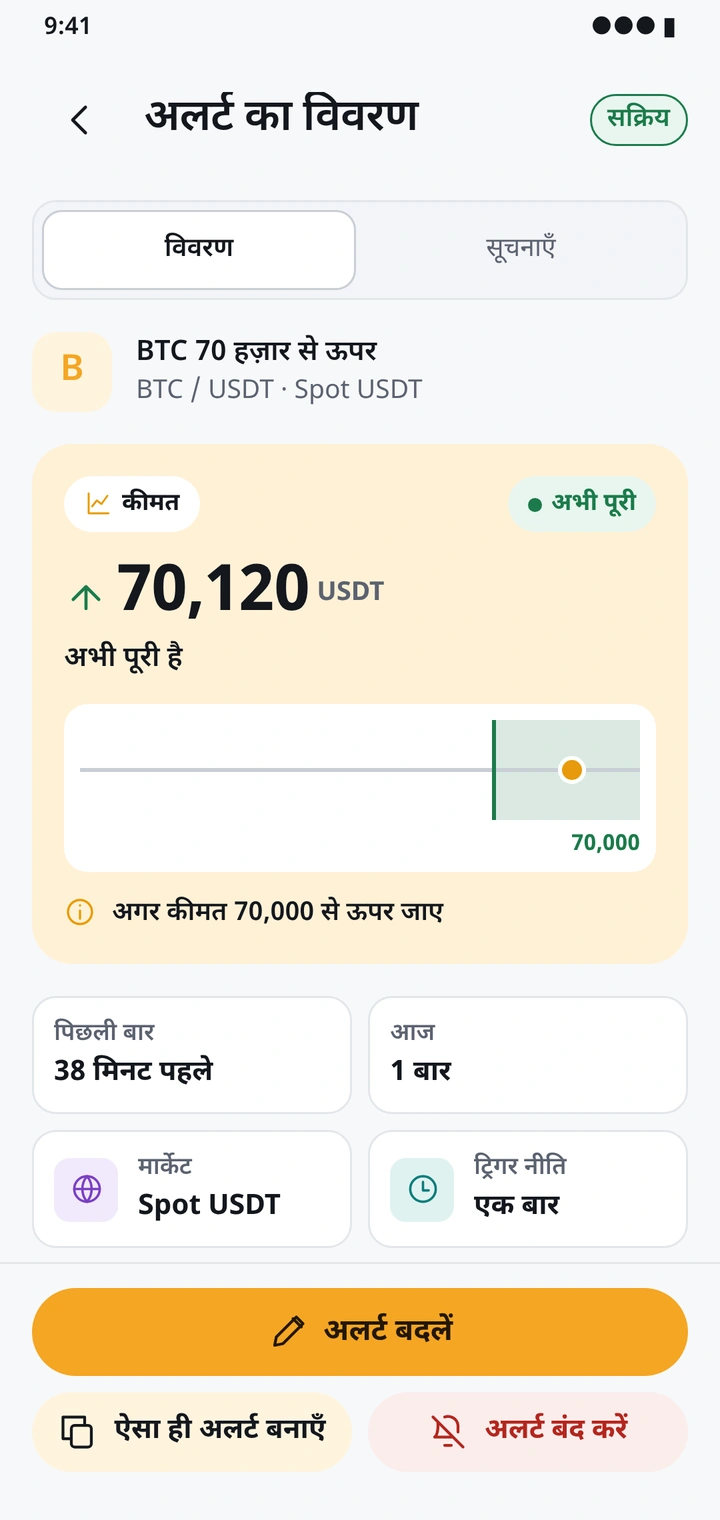 9:41
अलर्ट का विवरण
सक्रिय
विवरण
सूचनाएँ
B
BTC 70 हज़ार से ऊपर
BTC / USDT · Spot USDT
कीमत
अभी पूरी
70,120 USDT
अभी पूरी है
70,000
अगर कीमत 70,000 से ऊपर जाए
पिछली बार
38 मिनट पहले
आज
1 बार
मार्केट
Spot USDT
ट्रिगर नीति
एक बार
अलर्ट बदलें
ऐसा ही अलर्ट बनाएँ
अलर्ट बंद करें